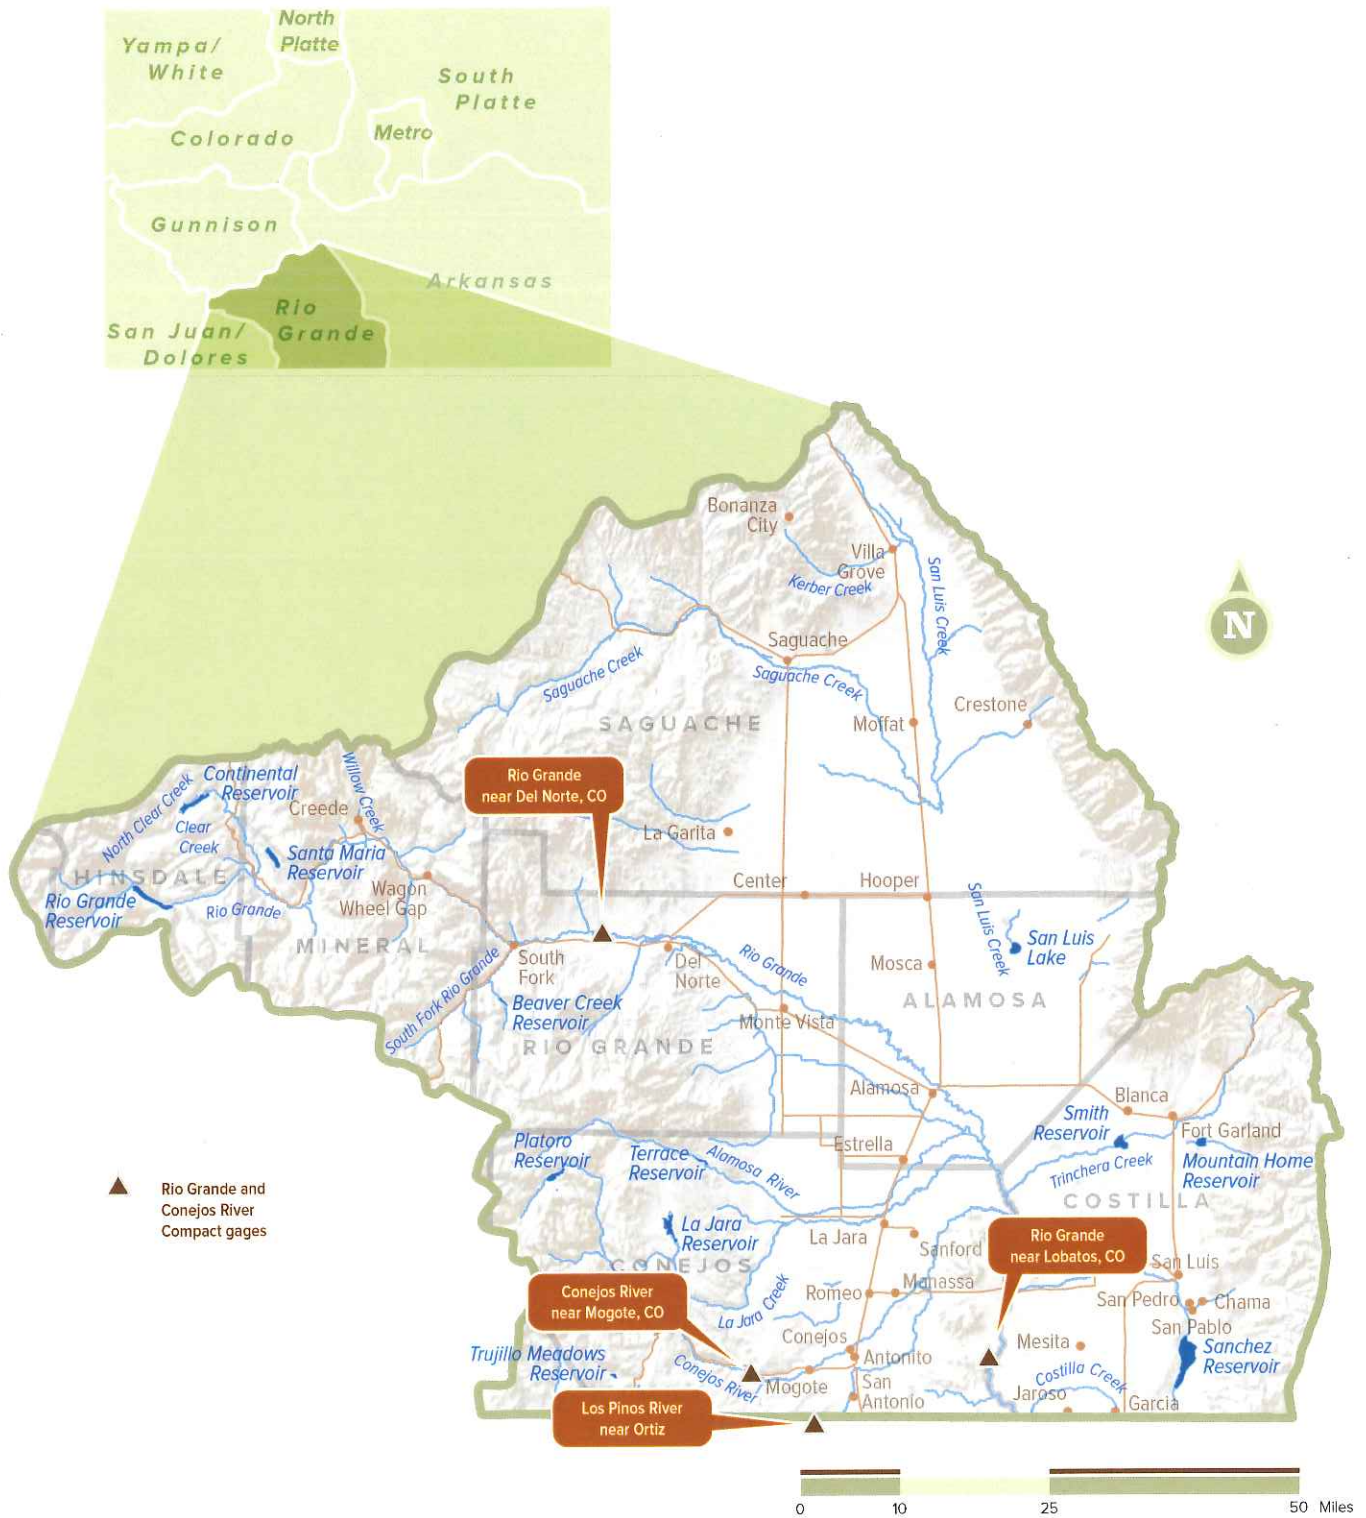 North
Platte
Yampa/
White
South
Platte
Colorado
Metro
Gunnison
Arkansas
Rio
Grande
San Juan/
Dolores
Bonanza
City
Villa
Grove
Kerber Creek
San Luis Creek
N
Saguache
Saguache Creek
Saguache Creek
SAGUACHE
Crestone
Moffat
Rio Grande
near Del Norte, CO
Continental
Reservoir
North Clear Creek
Willow Creek
Creede
Clear
Creek
La Garita
Santa Maria
Reservoir
HINSDALE
Wagon
Wheel Gap
Center
Hooper
Rio Grande
Reservoir
Rio Grande
San Luis Creek
MINERAL
San Luis
Lake
South
Fork
Del
Norte
Rio Grande
Mosca
South Fork Rio Grande
Beaver Creek
Reservoir
ALAMOSA
Monte Vista
RIO GRANDE
Alamosa
Blanca
Smith
Reservoir
Fort Garland
Platoro
Reservoir
Terrace
Reservoir
Alamosa River
Estrella
Trinchera Creek
Mountain Home
Reservoir
Rio Grande and
Conejos River
Compact gages
COSTILLA
La Jara
Reservoir
La Jara
Sanford
Rio Grande
near Lobatos, CO
CONEJOS
San Luis
Conejos River
near Mogote, CO
La Jara Creek
Romeo
Manassa
San Pedro
Chama
San Pablo
Conejos
Mesita
Sanchez
Reservoir
Trujillo Meadows
Reservoir
Conejos River
Antonito
Mogote
San
Antonio
Costilla Creek
Jaroso
Garcia
Los Pinos River
near Ortiz
0 10 25 50 Miles